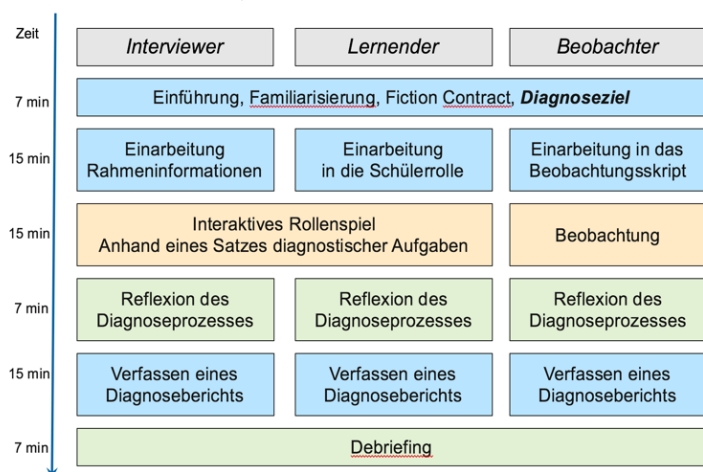 Zeit
Interviewer
Lernender
Beobachter
7 min
Einführung, Familiarisierung, Fiction Contract, Diagnoseziel
15 min
Einarbeitung
Rahmeninformationen
Einarbeitung
in die Schülerrolle
Einarbeitung in das
Beobachtungsskript
15 min
Interaktives Rollenspiel
Anhand eines Satzes diagnostischer Aufgaben
Beobachtung
7 min
Reflexion des
Diagnoseprozesses
Reflexion des
Diagnoseprozesses
Reflexion des
Diagnoseprozesses
15 min
Verfassen eines
Diagnoseberichts
Verfassen eines
Diagnoseberichts
Verfassen eines
Diagnoseberichts
7 min
Debriefing